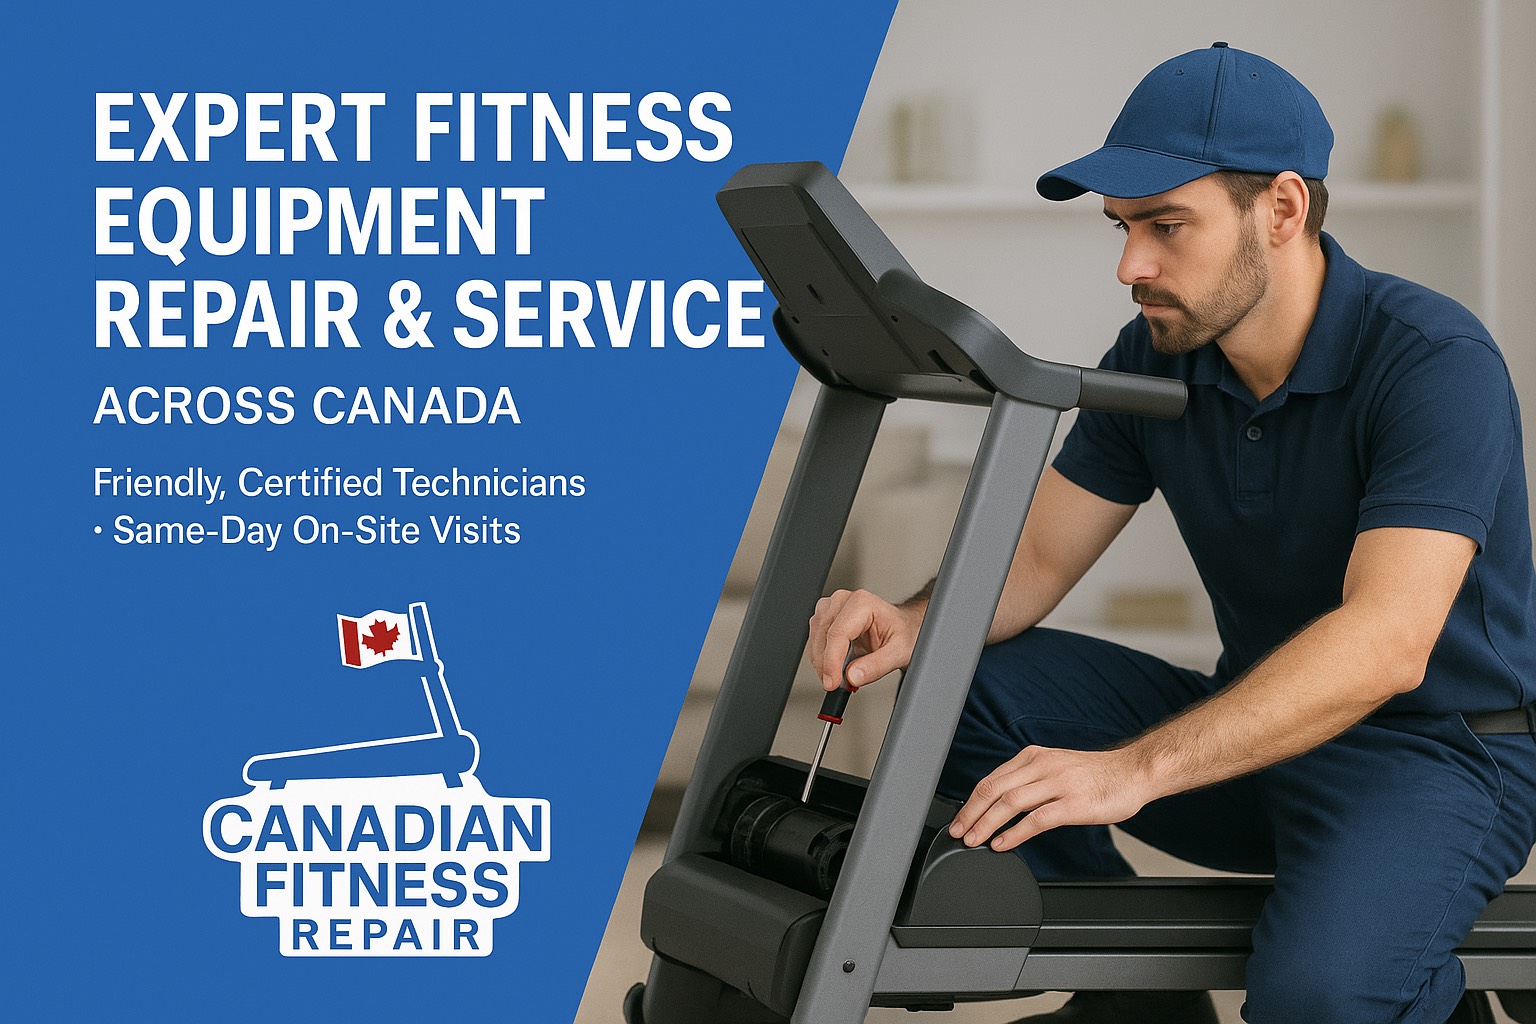 EXPERT FITNESS
EQUIPMENT
REPAIR & SERVICE
ACROSS CANADA
Friendly, Certified Technicians
• Same-Day On-Site Visits
CANADIAN
FITNESS
REPAIR